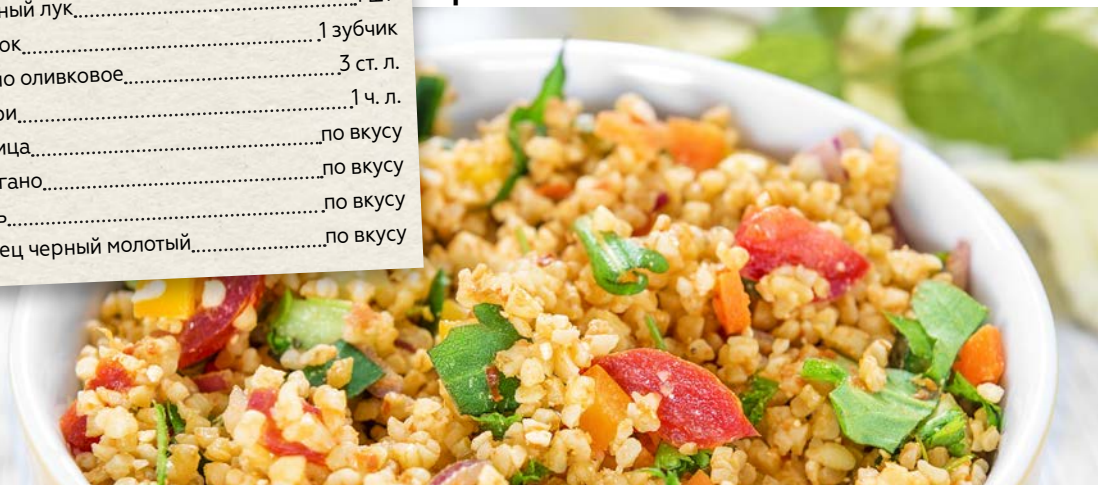 ный лук
ок........1 зубчик
ло оливковое........3 ст. л.
ри........1 ч. л.
ица........по вкусу
гано........по вкусу
ь........по вкусу
ец черный молотый........по вкусу